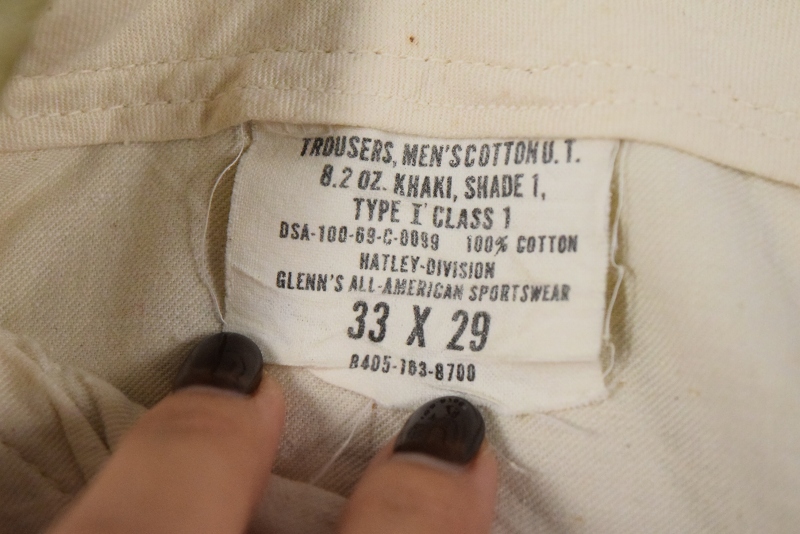 TROUSERS, MEN'S COTTON U.T.
8.2 OZ. KHAKI, SHADE 1,
TYPE I CLASS 1
DSA-100-69-C-0099 100% COTTON
HATLEY-DIVISION
GLENN'S ALL-AMERICAN SPORTSWEAR
33 X 29
8405-163-8700